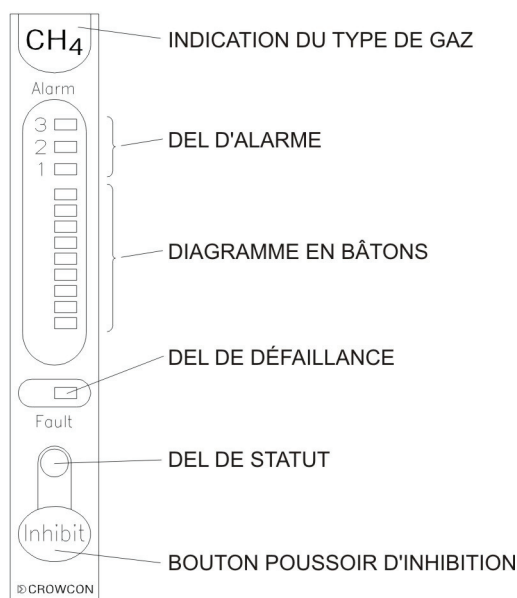 CH4
INDICATION DU TYPE DE GAZ
Alarm
3
2
1
DEL D'ALARME
DIAGRAMME EN BÂTONS
DEL DE DÉFAILLANCE
Fault
DEL DE STATUT
Inhibit
BOUTON POUSSOIR D'INHIBITION
CROWCON